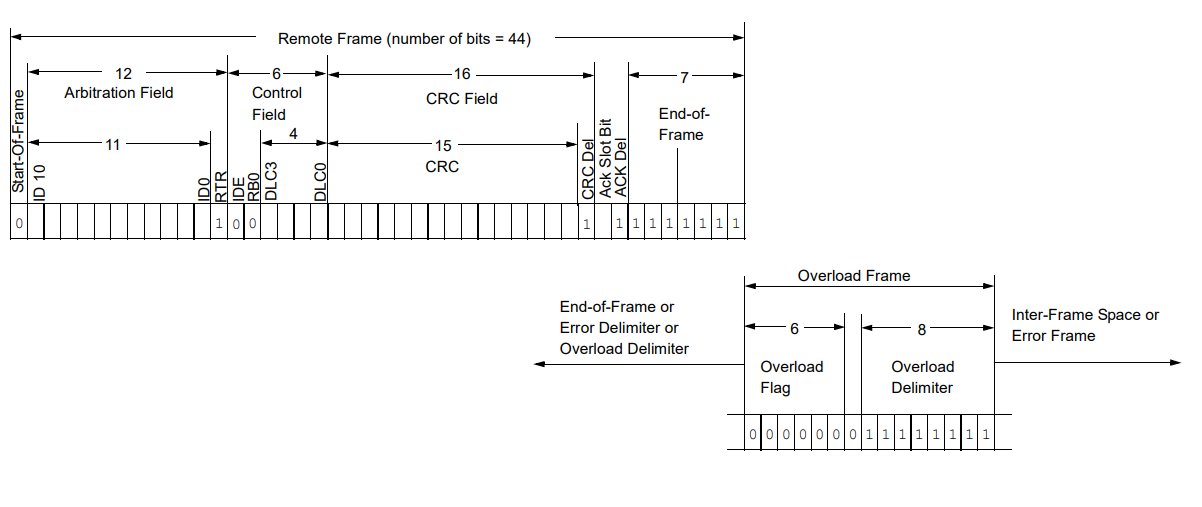 Remote Frame (number of bits = 44)
12
Arbitration Field
6
Control
Field
16
CRC Field
7
End-of-
Frame
11
4
15
CRC
Start-Of-Frame
ID 10
ID0
RTR
IDE
RB0
DLC3
DLC0
CRC Del
Ack Slot Bit
ACK Del
0 1 0 0 1 1 1 1 1 1 1 1 1
Overload Frame
End-of-Frame or
Error Delimiter or
Overload Delimiter
6
8
Inter-Frame Space or
Error Frame
Overload
Flag
Overload
Delimiter
0 0 0 0 0 0 0 1 1 1 1 1 1 1 1